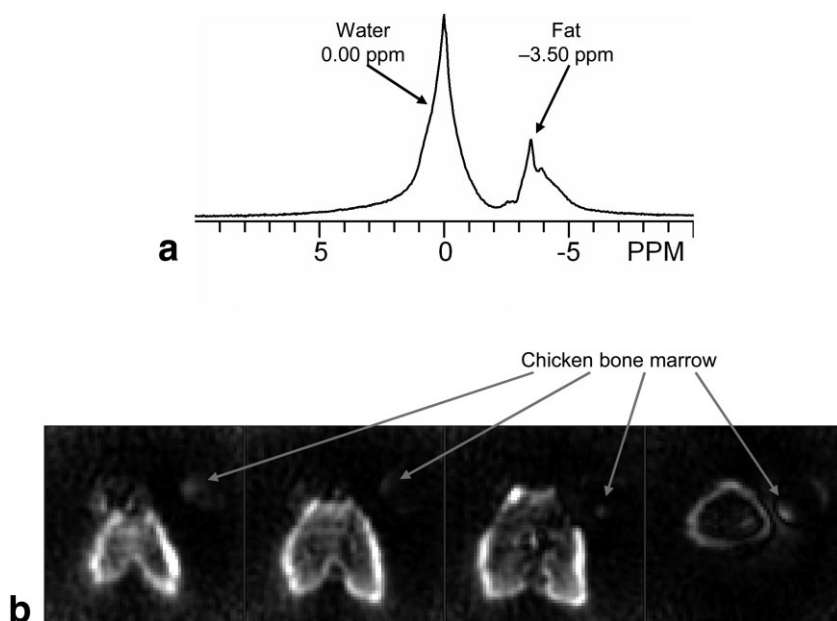 Water
0.00 ppm
Fat
–3.50 ppm
a
5 0 -5 PPM
Chicken bone marrow
b